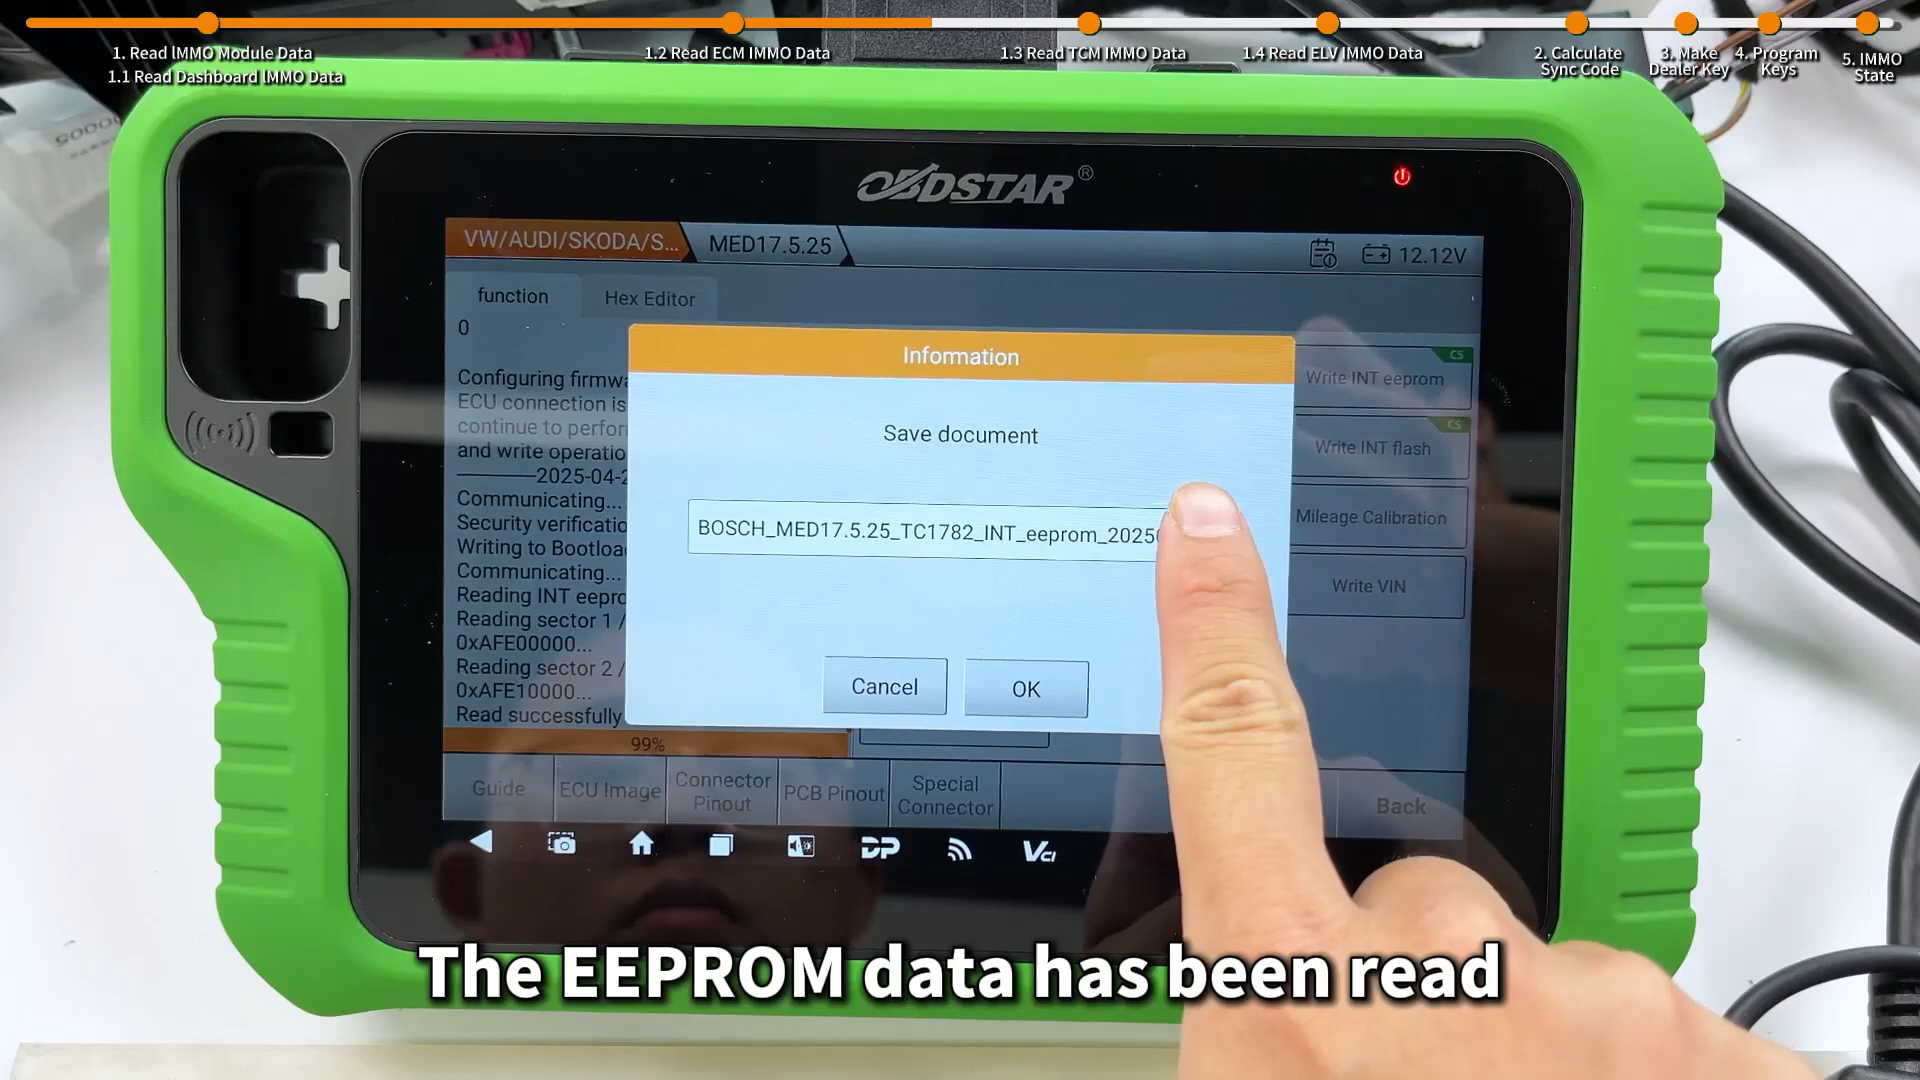 1. Read IMMO Module Data
1.1 Read Dashboard IMMO Data
1.2 Read ECM IMMO Data
1.3 Read TCM IMMO Data
1.4 Read ELV IMMO Data
2. Calculate
Sync Code
3. Make
Dealer Key
4. Program
Keys
5. IMMO
State
OBDSTAR®
VW/AUDI/SKODA/S...
MED17.5.25
12.12V
function
Hex Editor
0
Configuring firmwa
ECU connection is
continue to perfor
and write operatio
2025-04-2
Communicating...
Security verificatio
Writing to Bootloa
Communicating...
Reading INT eepro
Reading sector 1 /
0xAFE00000...
Reading sector 2 /
0xAFE10000...
Read successfully
99%
Information
Save document
BOSCH_MED17.5.25_TC1782_INT_eeprom_2025
Cancel
OK
CS
Write INT eeprom
CS
Write INT flash
Mileage Calibration
Write VIN
Guide
ECU Image
Connector
Pinout
PCB Pinout
Special
Connector
Back
DP
VCI
The EEPROM data has been read